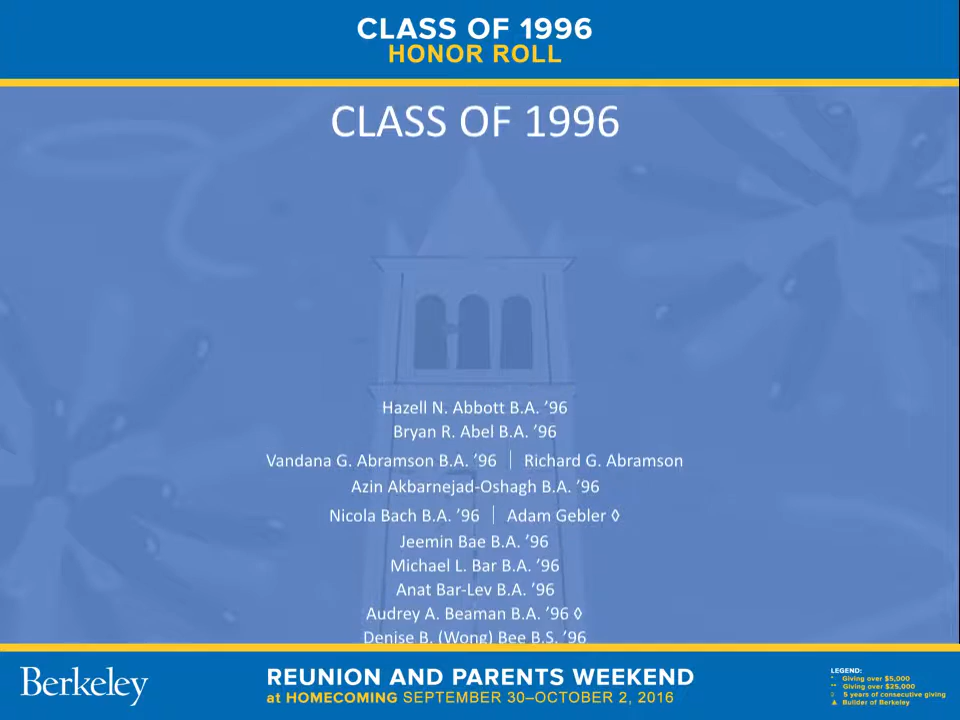 CLASS OF 1996
HONOR ROLL
CLASS OF 1996
Hazell N. Abbott B.A. ’96
Bryan R. Abel B.A. ’96
Vandana G. Abramson B.A. ’96 | Richard G. Abramson
Azin Akbarnejad-Oshagh B.A. ’96
Nicola Bach B.A. ’96 | Adam Gebler ◊
Jeemin Bae B.A. ’96
Michael L. Bar B.A. ’96
Anat Bar-Lev B.A. ’96
Audrey A. Beaman B.A. ’96 ◊
Denise B. (Wong) Bee B.S. ’96
Berkeley
REUNION AND PARENTS WEEKEND
at HOMECOMING SEPTEMBER 30–OCTOBER 2, 2016
LEGEND:
* Giving over $5,000
** Giving over $25,000
◊ 5 years of consecutive giving
▲ Builder of Berkeley